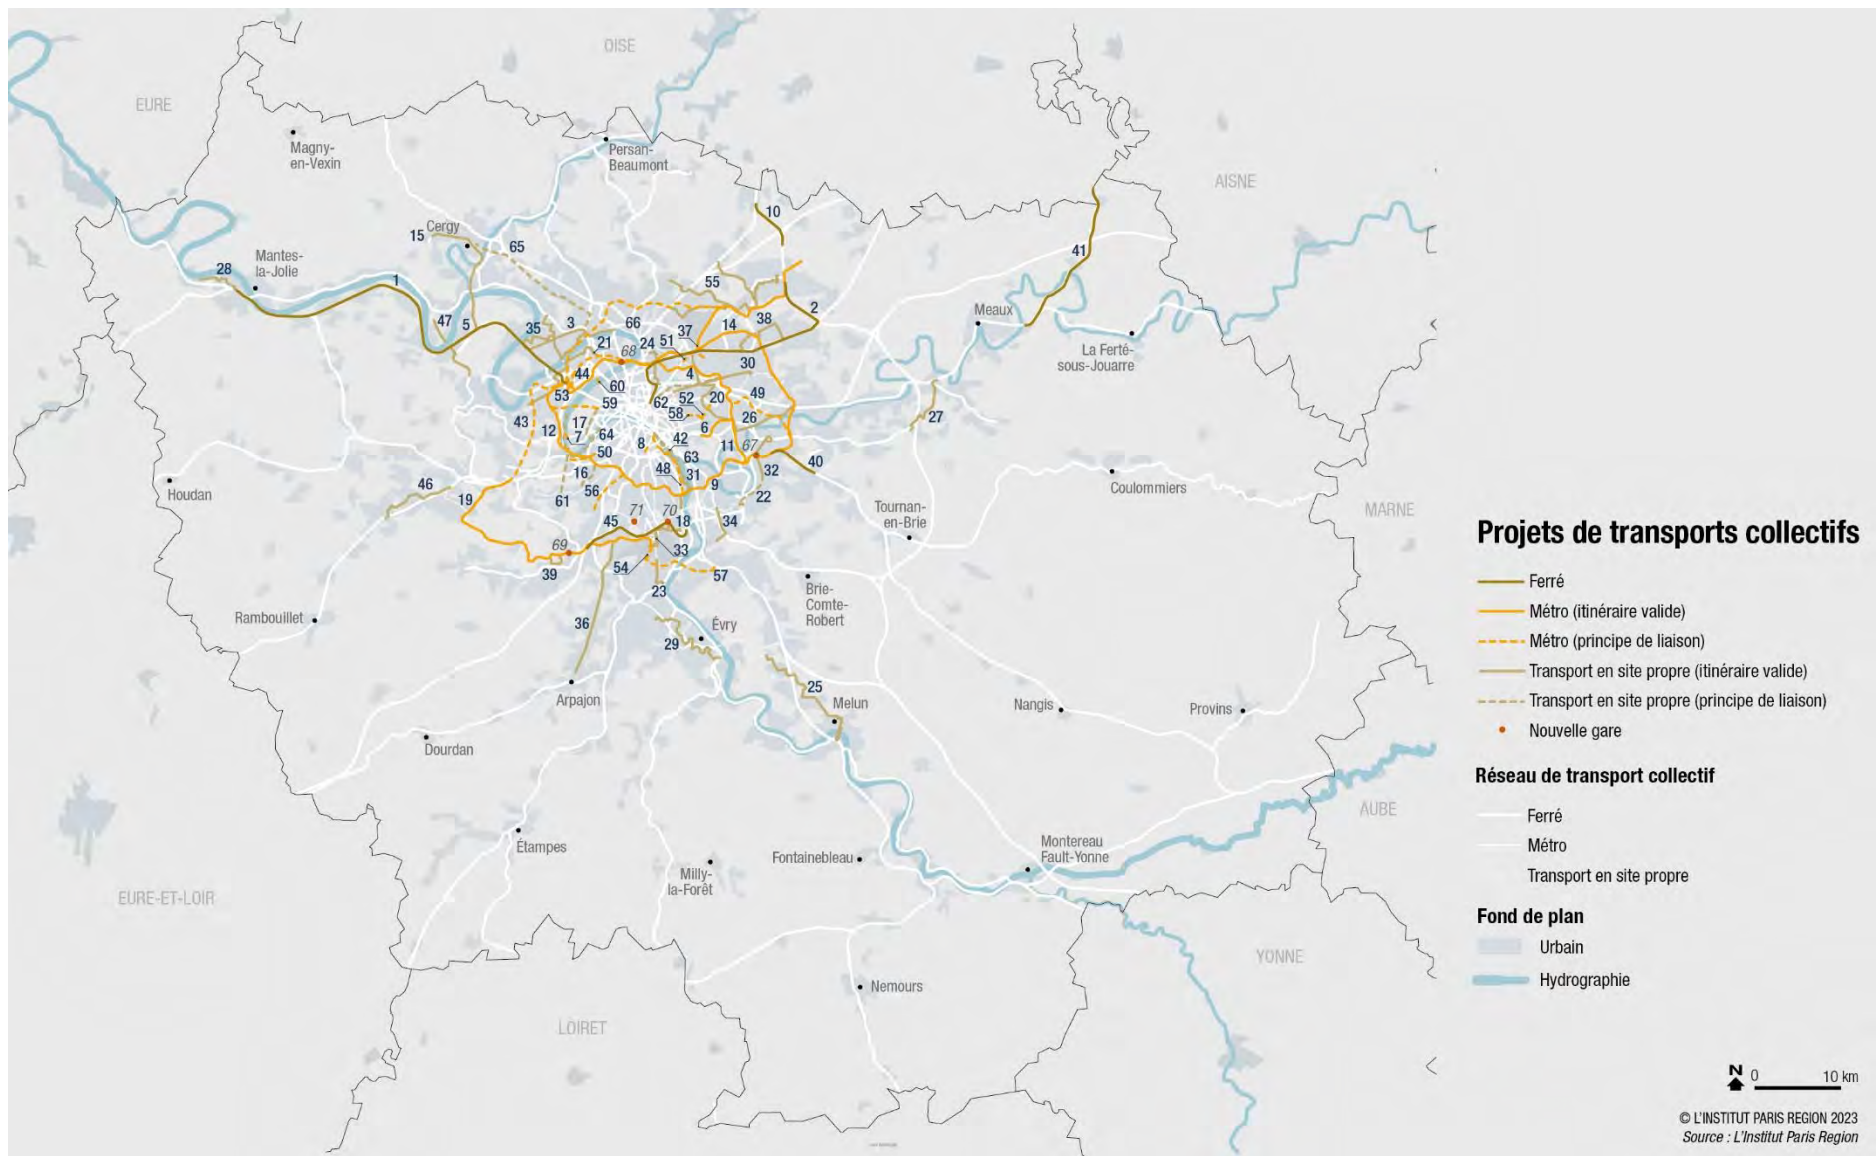 OISE
EURE
Magny-
en-Vexin
Persan-
Beaumont
AISNE
10
15
Cergy
65
41
Mantes-
la-Jolie
28
1
55
2
Meaux
47
5
35
3
66
37
14
38
21
68
24
51
30
La Ferté-
sous-Jouarre
44
4
60
53
59
62
52
20
49
43
12
17
58
26
27
7
64
8
42
6
11
67
50
63
40
16
48
31
32
46
19
9
Houdan
61
56
22
Coulommiers
Tournan-
en-Brie
MARNE
45
71
70
18
34
69
33
39
54
57
23
Brie-
Comte-
Robert
Rambouillet
36
Évry
29
25
Arpajon
Melun
Nangis
Provins
Dourdan
AUBE
Étampes
Fontainebleau
Montereau
Fault-Yonne
Milly-
la-Forêt
EURE-ET-LOIR
YONNE
Nemours
LOIRET
Projets de transports collectifs
Ferré
Métro (itinéraire valide)
Métro (principe de liaison)
Transport en site propre (itinéraire valide)
Transport en site propre (principe de liaison)
Nouvelle gare
Réseau de transport collectif
Ferré
Métro
Transport en site propre
Fond de plan
Urbain
Hydrographie
N 0 10 km
© L'INSTITUT PARIS REGION 2023
Source : L'Institut Paris Region